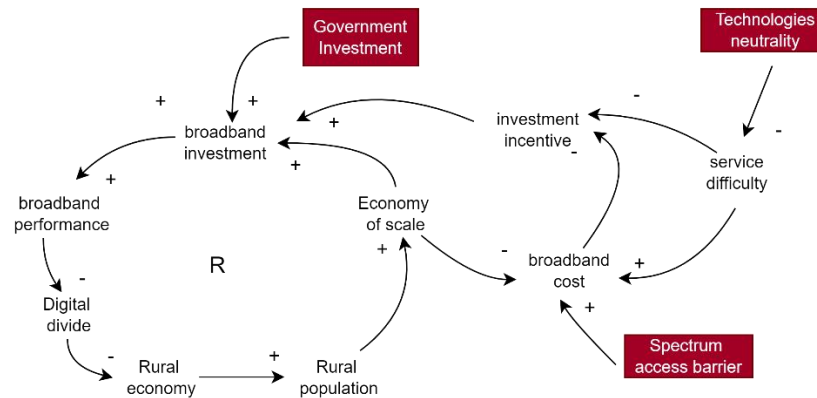 Government
Investment
Technologies
neutrality
+
+
-
broadband
investment
+
investment
incentive
-
+
-
service
difficulty
+
broadband
performance
Economy
of scale
R
+
-
broadband
cost
+
-
+
Digital
divide
-
Rural
economy
+
Rural
population
Spectrum
access barrier